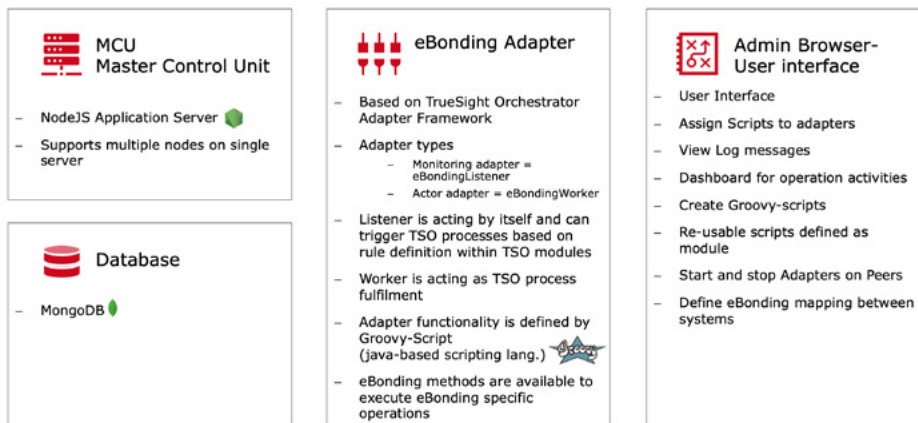 MCU
Master Control Unit
– NodeJS Application Server
– Supports multiple nodes on single
server
Database
– MongoDB
eBonding Adapter
– Based on TrueSight Orchestrator
Adapter Framework
– Adapter types
– Monitoring adapter =
eBondingListener
– Actor adapter = eBondingWorker
– Listener is acting by itself and can
trigger TSO processes based on
rule definition within TSO modules
– Worker is acting as TSO process
fulfilment
– Adapter functionality is defined by
Groovy-Script
(java-based scripting lang.)
Groovy
– eBonding methods are available to
execute eBonding specific
operations
Admin Browser-
User interface
– User Interface
– Assign Scripts to adapters
– View Log messages
– Dashboard for operation activities
– Create Groovy-scripts
– Re-usable scripts defined as
module
– Start and stop Adapters on Peers
– Define eBonding mapping between
systems